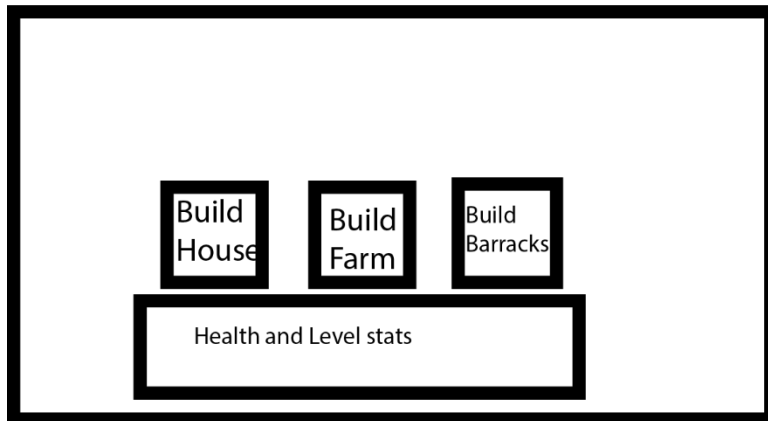 Build
House
Build
Farm
Build
Barracks
Health and Level stats